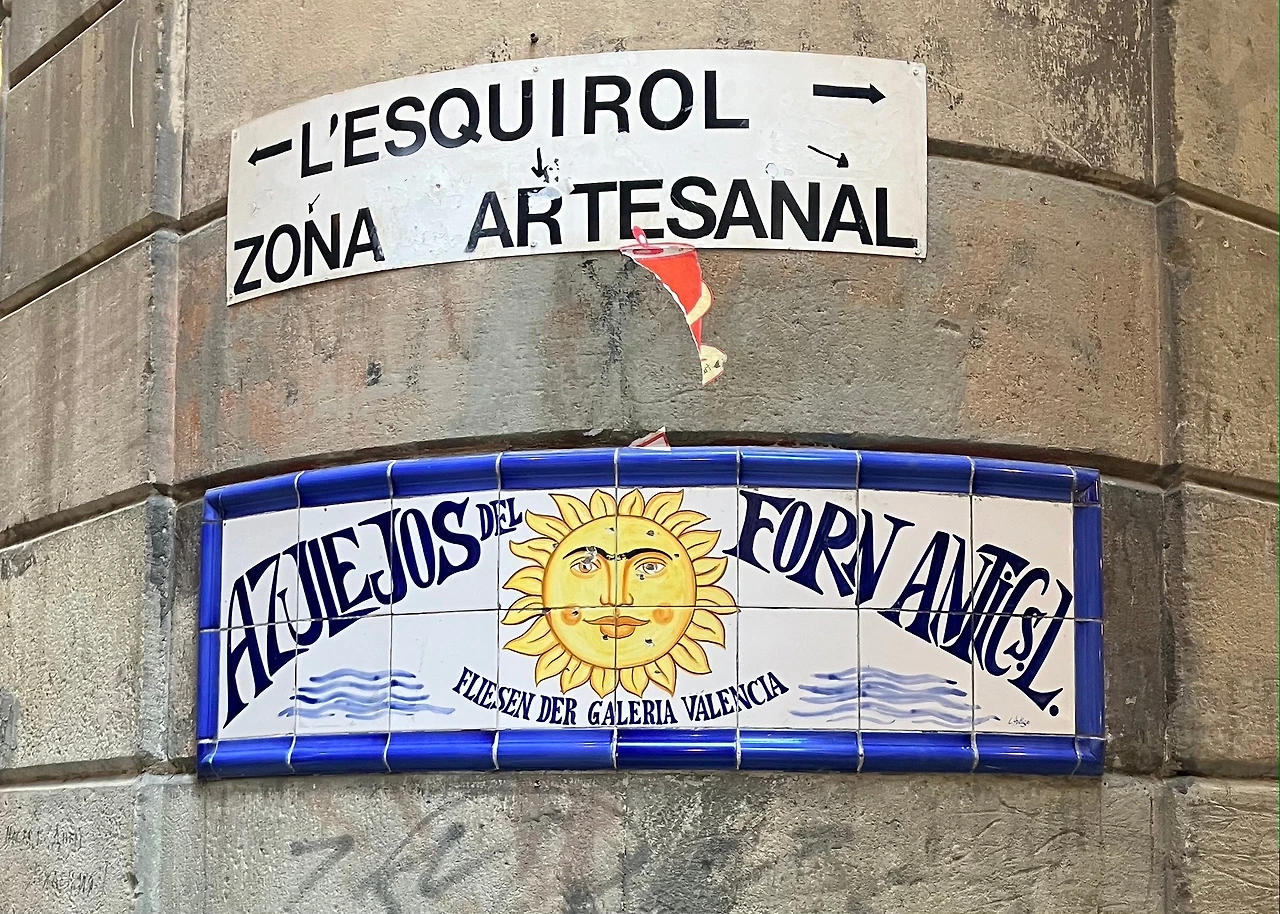 ← L'ESQUIROL →
ZONA ARTESANAL
AZULEJOS DEL FORN ANTIC S.L.
FLIESEN DER GALERIA VALENCIA